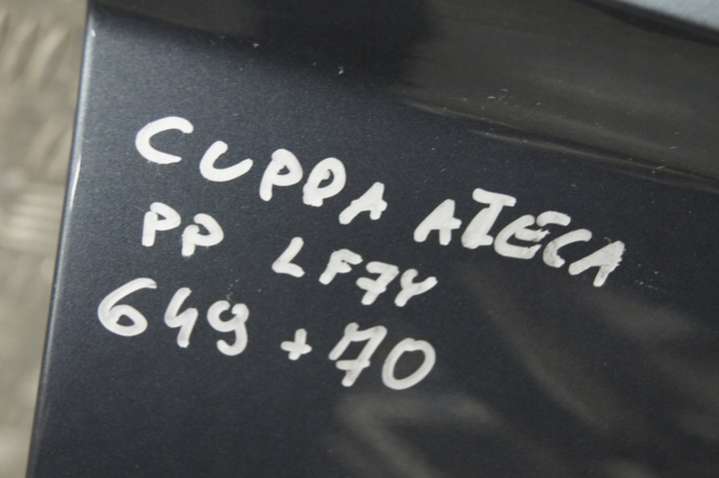 CUPRA ATECA
PP LF7Y
649 + 70